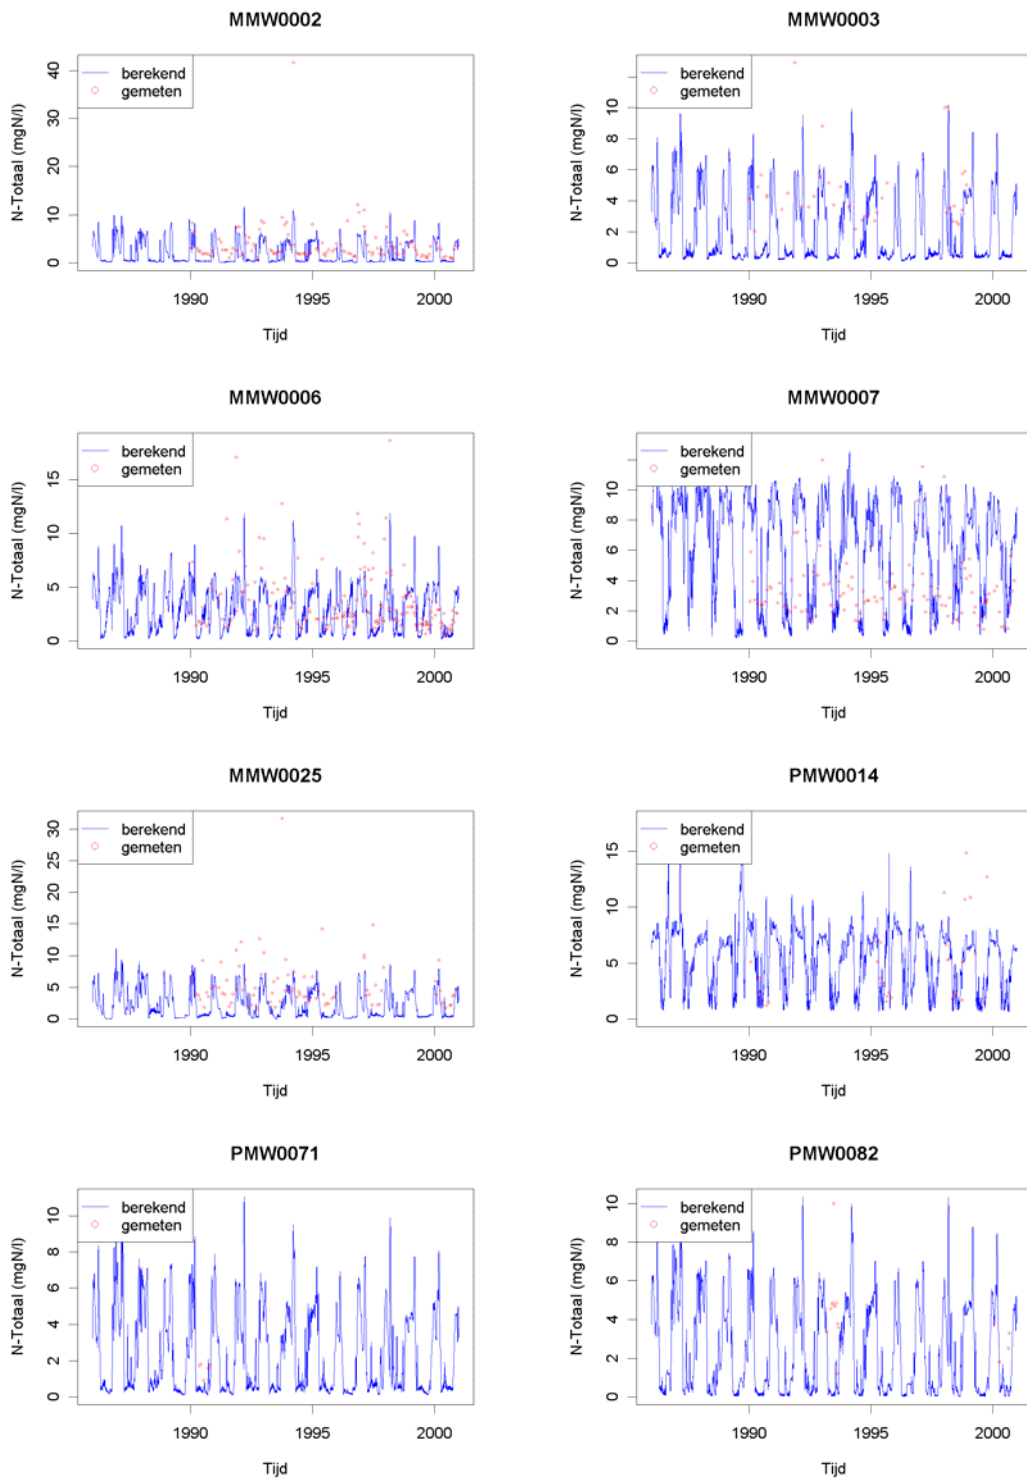 MMW0002
berekend
gemeten
N-Totaal (mgN/l)
40
30
20
10
0
1990 1995 2000
Tijd
MMW0003
berekend
gemeten
N-Totaal (mgN/l)
10
8
6
4
2
0
1990 1995 2000
Tijd
MMW0006
berekend
gemeten
N-Totaal (mgN/l)
15
10
5
0
1990 1995 2000
Tijd
MMW0007
berekend
gemeten
N-Totaal (mgN/l)
10
8
6
4
2
0
1990 1995 2000
Tijd
MMW0025
berekend
gemeten
N-Totaal (mgN/l)
30
25
20
15
10
5
0
1990 1995 2000
Tijd
PMW0014
berekend
gemeten
N-Totaal (mgN/l)
15
10
5
0
1990 1995 2000
Tijd
PMW0071
berekend
gemeten
N-Totaal (mgN/l)
10
8
6
4
2
0
1990 1995 2000
Tijd
PMW0082
berekend
gemeten
N-Totaal (mgN/l)
10
8
6
4
2
0
1990 1995 2000
Tijd